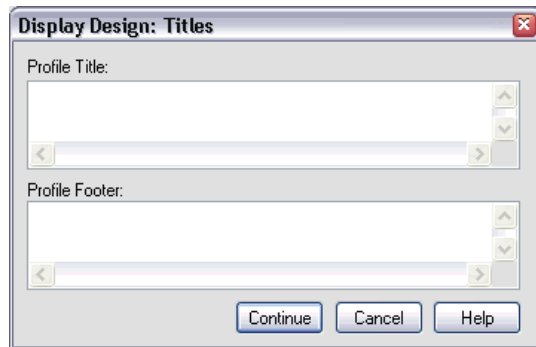 Display Design: Titles
Profile Title:
Profile Footer:
Continue Cancel Help